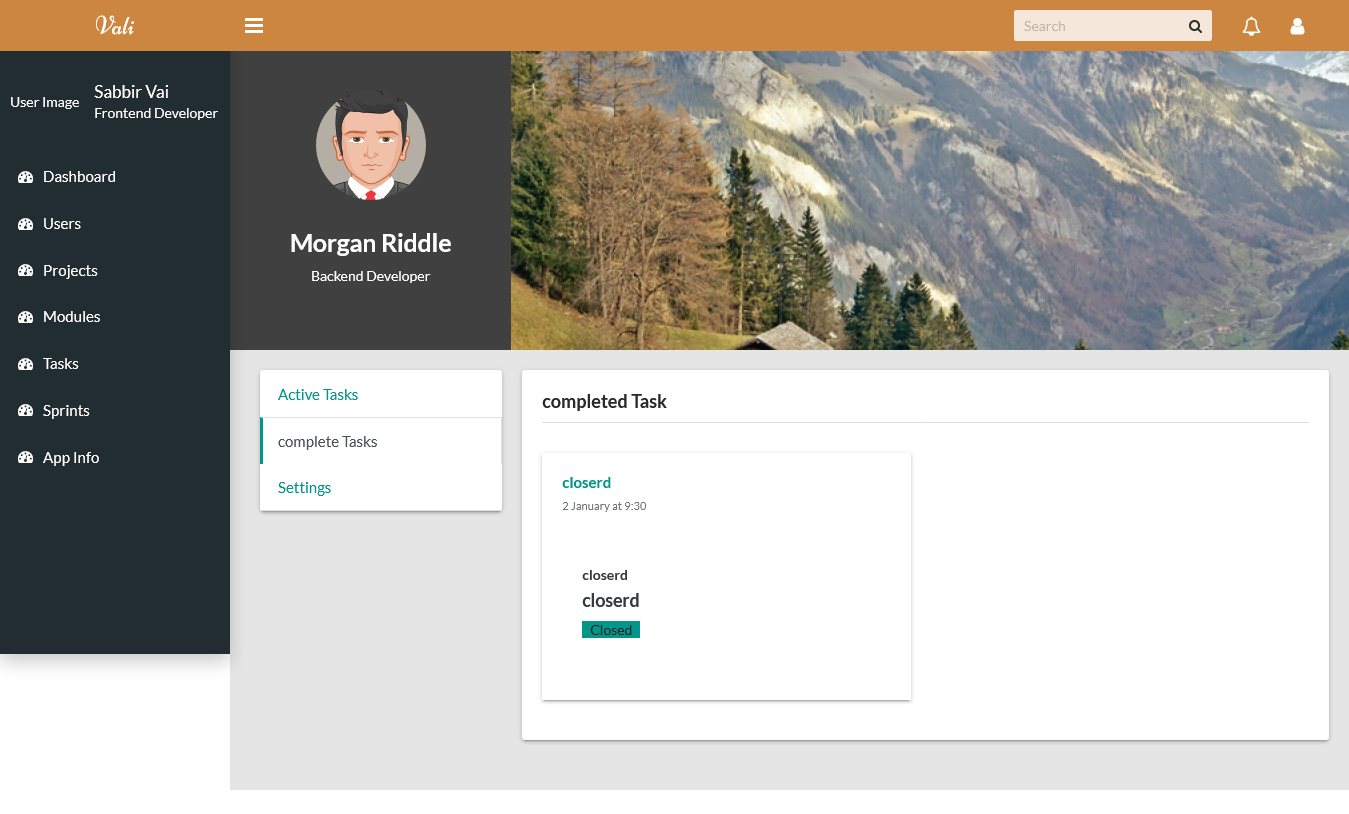 Vali
Search
User Image
Sabbir Vai
Frontend Developer
Dashboard
Users
Projects
Modules
Tasks
Sprints
App Info
Morgan Riddle
Backend Developer
Active Tasks
complete Tasks
Settings
completed Task
closerd
2 January at 9:30
closerd
closerd
Closed